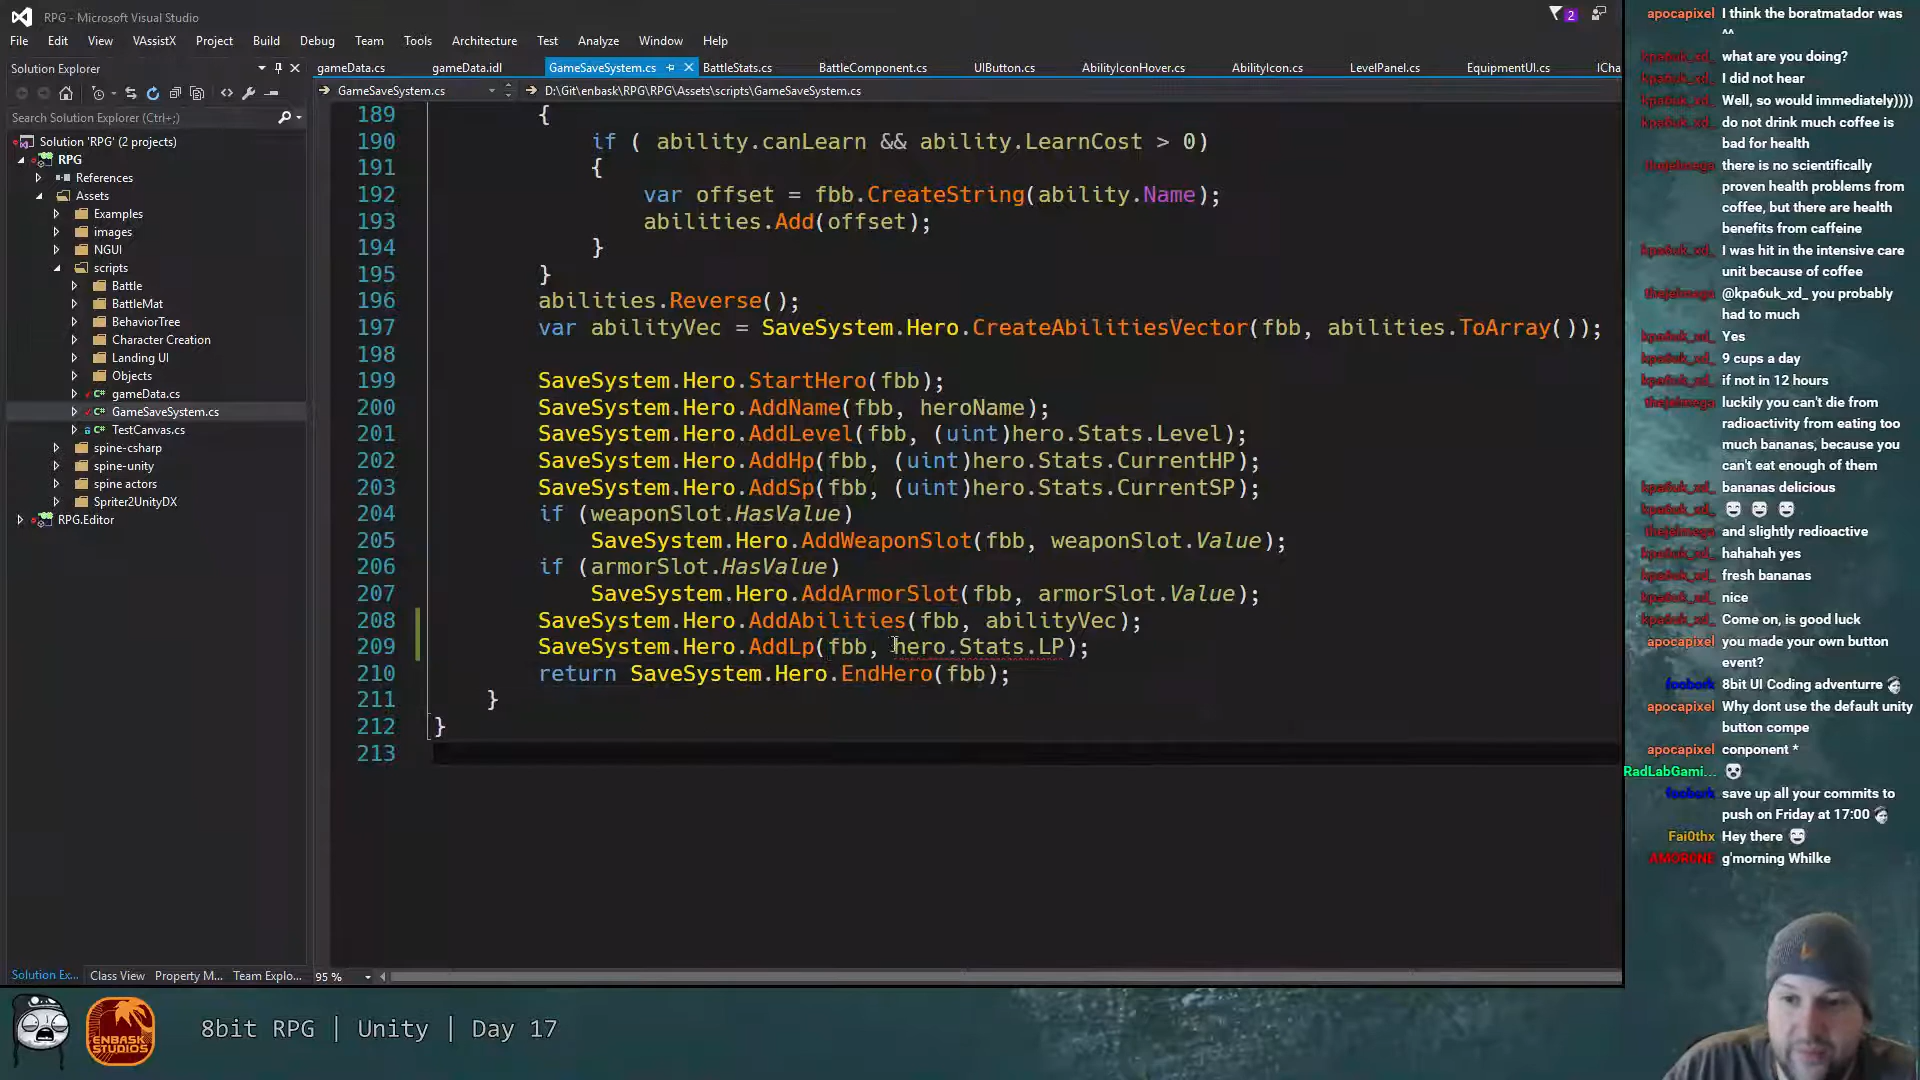 RPG - Microsoft Visual Studio
2
File Edit View VAssistX Project Build Debug Team Tools Architecture Test Analyze Window Help
Solution Explorer
gameData.cs gameData.idl GameSaveSystem.cs BattleStats.cs BattleComponent.cs UIButton.cs AbilityIconHover.cs AbilityIcon.cs LevelPanel.cs EquipmentUI.cs ICha
GameSaveSystem.cs
D:\Git\enbask\RPG\RPG\Assets\scripts\GameSaveSystem.cs
Search Solution Explorer (Ctrl+;)
Solution 'RPG' (2 projects)
RPG
References
Assets
Examples
images
NGUI
scripts
Battle
BattleMat
BehaviorTree
Character Creation
Landing UI
Objects
gameData.cs
GameSaveSystem.cs
TestCanvas.cs
spine-csharp
spine-unity
spine actors
Spriter2UnityDX
RPG.Editor
Solution Ex... Class View Property M... Team Explo...
189 {
190 if ( ability.canLearn && ability.LearnCost > 0)
191 {
192 var offset = fbb.CreateString(ability.Name);
193 abilities.Add(offset);
194 }
195 }
196 abilities.Reverse();
197 var abilityVec = SaveSystem.Hero.CreateAbilitiesVector(fbb, abilities.ToArray());
198
199 SaveSystem.Hero.StartHero(fbb);
200 SaveSystem.Hero.AddName(fbb, heroName);
201 SaveSystem.Hero.AddLevel(fbb, (uint)hero.Stats.Level);
202 SaveSystem.Hero.AddHp(fbb, (uint)hero.Stats.CurrentHP);
203 SaveSystem.Hero.AddSp(fbb, (uint)hero.Stats.CurrentSP);
204 if (weaponSlot.HasValue)
205 SaveSystem.Hero.AddWeaponSlot(fbb, weaponSlot.Value);
206 if (armorSlot.HasValue)
207 SaveSystem.Hero.AddArmorSlot(fbb, armorSlot.Value);
208 SaveSystem.Hero.AddAbilities(fbb, abilityVec);
209 SaveSystem.Hero.AddLp(fbb, hero.Stats.LP);
210 return SaveSystem.Hero.EndHero(fbb);
211 }
212 }
213
95 %
apocapixel I think the boratmatador was
^^
kpa6uk_xd_ what are you doing?
kpa6uk_xd_ I did not hear
kpa6uk_xd_ Well, so would immediately))))
kpa6uk_xd_ do not drink much coffee is
bad for health
thejelmega there is no scientifically
proven health problems from
coffee, but there are health
benefits from caffeine
kpa6uk_xd_ I was hit in the intensive care
unit because of coffee
thejelmega @kpa6uk_xd_ you probably
had to much
kpa6uk_xd_ Yes
kpa6uk_xd_ 9 cups a day
kpa6uk_xd_ if not in 12 hours
thejelmega luckily you can't die from
radioactivity from eating too
much bananas, because you
can't eat enough of them
kpa6uk_xd_ bananas delicious
kpa6uk_xd_
thejelmega and slightly redioactive
kpa6uk_xd_ hahahah yes
kpa6uk_xd_ fresh bananas
kpa6uk_xd_ nice
kpa6uk_xd_ Come on, is good luck
apocapixel you made your own button
event?
foobork 8bit UI Coding adventurre
apocapixel Why dont use the default unity
button compe
apocapixel conponent *
RadLabGami...
foobork save up all your commits to
push on Friday at 17:00
Fai0thx Hey there
AMOR0NE g'morning Whilke
ENBASK
STUDIOS
8bit RPG | Unity | Day 17